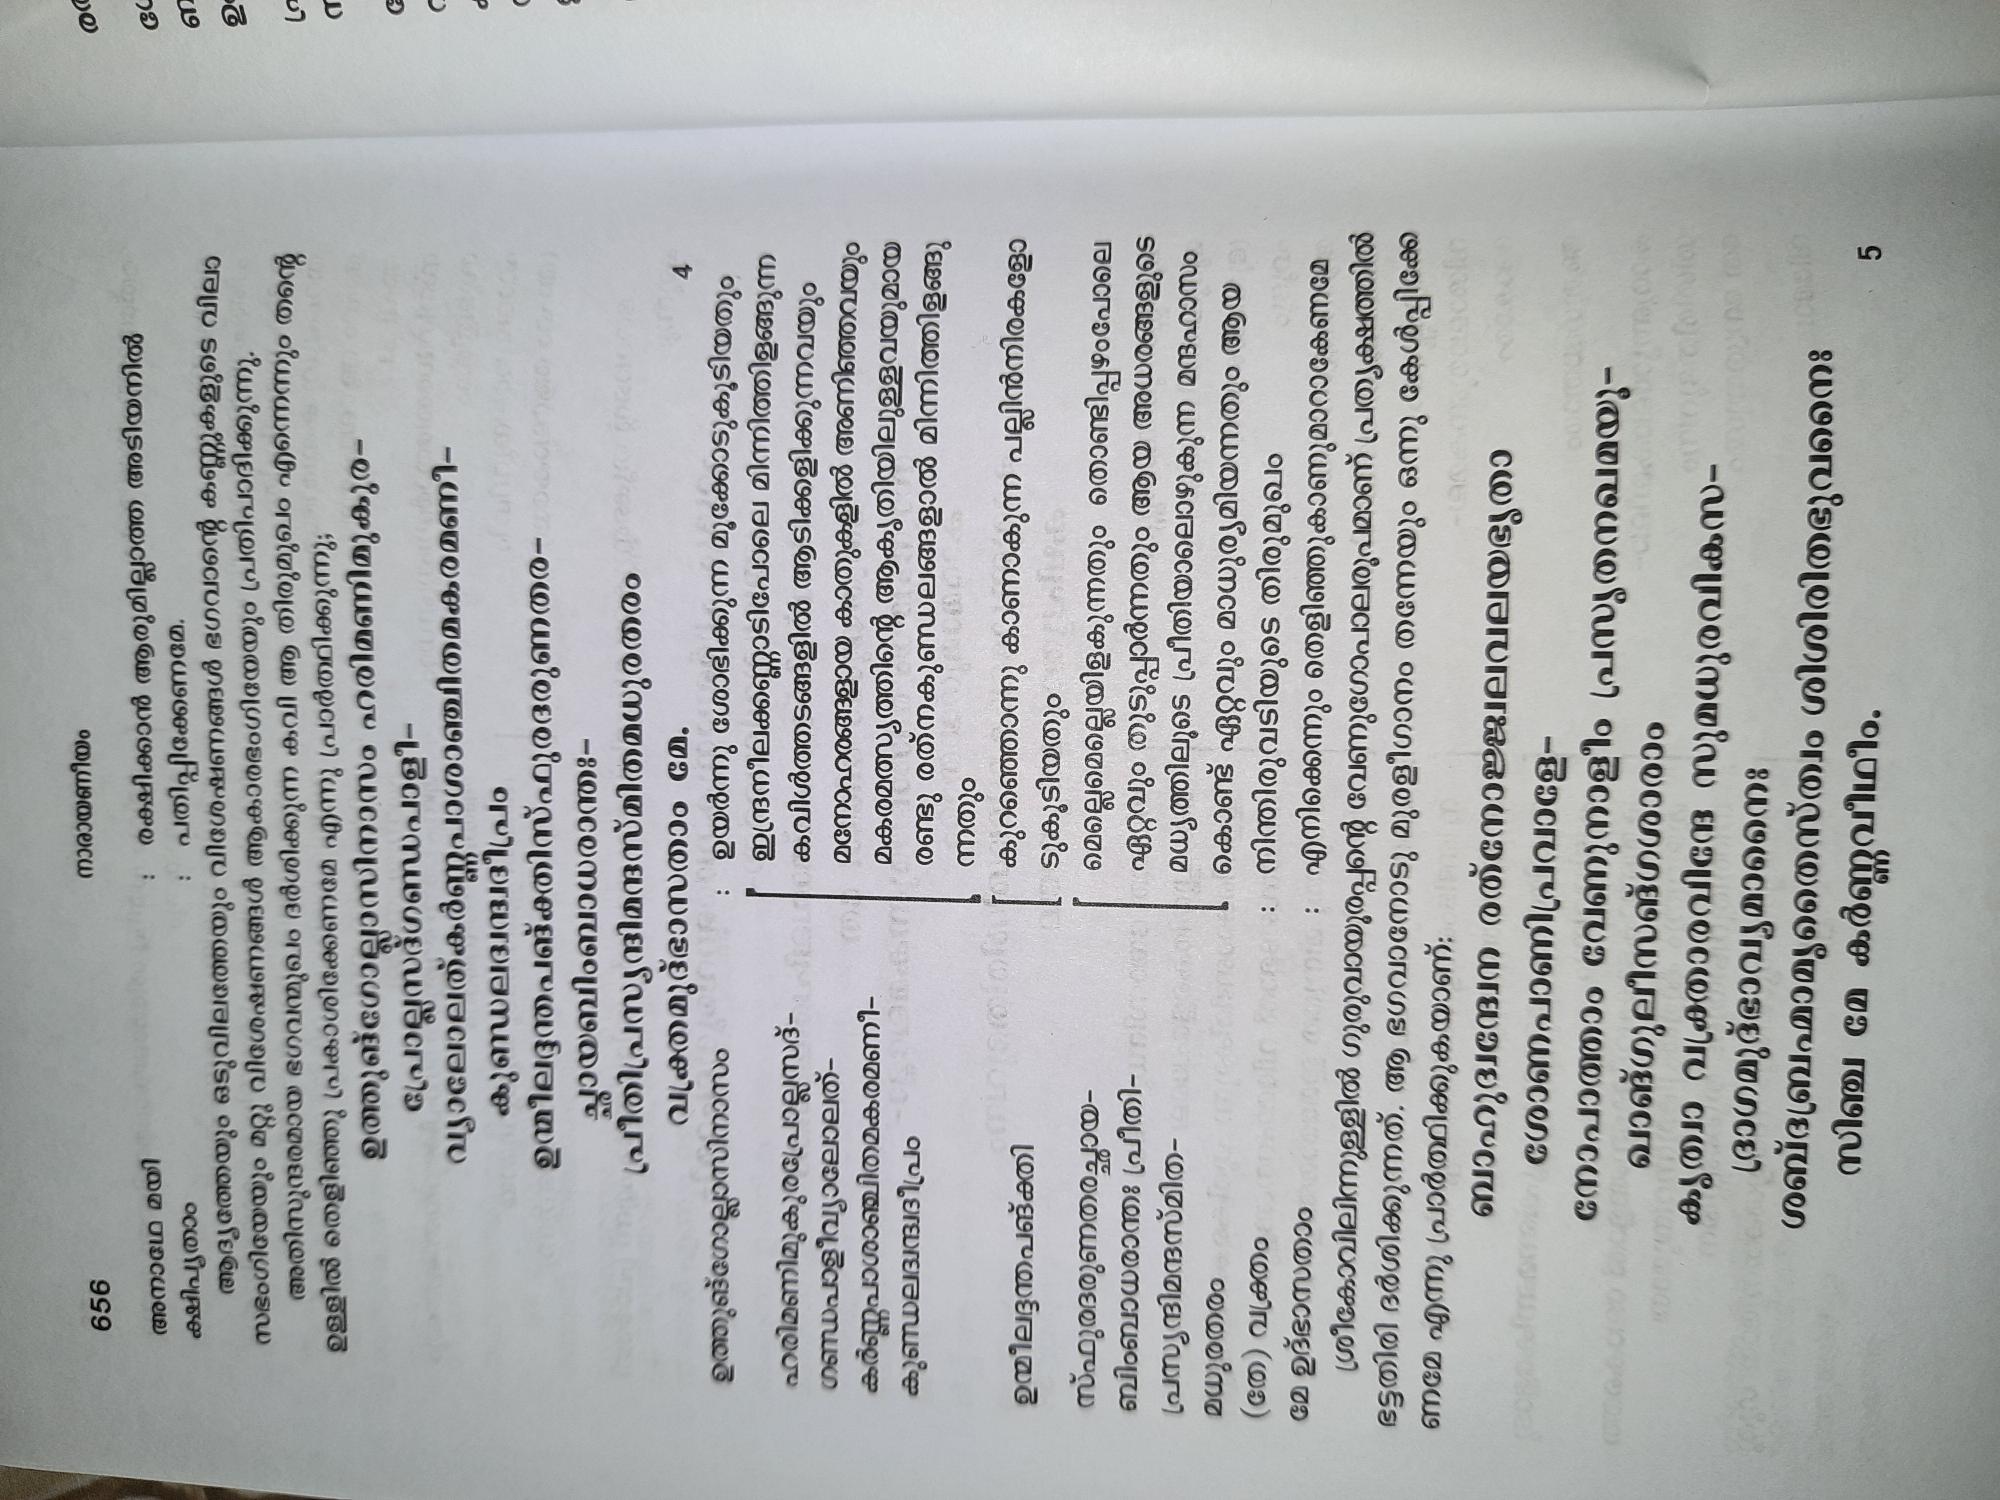 656
നാരായണീയം
അനാഥേ മയി : രക്ഷിക്കാൻ ആരുമില്ലാത്ത അടിയനിൽ
ക്ഷിപ്യതാം : പതിപ്പിക്കേണമേ.
ആദ്യത്തേയും ഒടുവിലത്തേയും വിശേഷണങ്ങൾ ഭഗവാന്റെ കണ്ണുകളുടെ വിലാ
സഭംഗിയേയും മറ്റു വിശേഷണങ്ങൾ ആകാരഭംഗിയേയും പ്രതിപാദിക്കുന്നു.
അതിസുന്ദരമായ ഭഗവന്മുഖം ദർശിക്കുന്ന കവി ആ തിരുമുഖം എന്നെന്നും തന്റെ
ഉള്ളിൽ തെളിഞ്ഞു പ്രകാശിക്കേണമേ എന്നു പ്രാർത്ഥിക്കുന്നു;
ഉത്തുങ്ഗോല്ലാസിനാസം ഹരിമണിമുകുര-
പ്രോല്ലസദ്ഗണ്ഡപാളീ-
വ്യാലോലത്കർണ്ണപാശാഞ്ചിതമകരമണീ-
കുണ്ഡലദ്വന്ദ്വദീപ്രം
ഉന്മീലദ്ദന്തപങ്ക്തിസ്ഫുരദരുണതര-
ച്ഛായബിംബാധരാന്തഃ-
പ്രീതിപ്രസ്യന്ദിമന്ദസ്മിതമധുരതരം
വക്ത്രമുദ്ഭാസതാം മേ. 4
ഉത്തുങ്ഗോല്ലാസിനാസം : ഉയർന്നു ശോഭിക്കുന്ന മൂക്കോടുകൂടിയതും
ഇന്ദ്രനീലക്കണ്ണാടിപോലെ മിന്നിത്തിളങ്ങുന്ന
ഹരിമണിമുകുരപ്രോല്ലസദ്- കവിൾത്തടങ്ങളിൽ ആടിക്കളിക്കുന്നവയും
ഗണ്ഡപാളീവ്യാലോലത്- മനോഹരങ്ങളായ കാതുകളിൽ അണിഞ്ഞവയും
കർണ്ണപാശാഞ്ചിതമകരമണീ- മകരമത്സ്യത്തിന്റെ ആകൃതിയിലുള്ളവയുമായ
കുണ്ഡലദ്വന്ദ്വദീപ്രം രണ്ടു രത്നകുണ്ഡലങ്ങളാൽ മിന്നിത്തിളങ്ങു
ന്നതും
ഉന്മീലദ്ദന്തപങ്ക്തി കുറഞ്ഞൊന്നു കാണാകുന്ന പല്ലിൻനിരകളോ
ടുകൂടിയതും
സ്ഫുരദരുണതരച്ഛായ- മെല്ലെമെല്ലെയിളകുന്നതും തൊണ്ടിപ്പഴംപോലെ
ബിംബാധരാന്തഃ പ്രീതി- ഏറ്റവും തുടുപ്പാർന്നതും ആയ അധരങ്ങളുടെ
പ്രസ്യന്ദിമന്ദസ്മിത- മധ്യത്തിലൂടെ പ്രീതിയാലൊഴുകുന്ന മന്ദഹാസം
മധുരതരം കൊണ്ട് ഏറ്റവും മാധുര്യമിയന്നതും ആയ
(തേ) വക്ത്രം : നിന്തിരുവടിയുടെ തിരുമുഖം
മേ ഉദ്ഭാസതാം : എനിക്കെന്നും തെളിഞ്ഞുകാണുമാറാകേണമേ
ശ്രീകോവിലിന്നുള്ളിൽ ഗുരുവായൂരപ്പന്റെ വേണുഗോപാലരൂപമാണ് പ്രത്യക്ഷത്തിൽ
ഭട്ടതിരി ദർശിക്കുന്നത്. ആ ഭഗവാനോടു മുരളീഗാനം തന്നേയും ഒന്നു കേൾപ്പിക്കേ
ണമേ എന്നു പ്രാർത്ഥിക്കുകയാണ്:
ബാഹുദ്വന്ദ്വേന രത്നോജ്ജ്വലവലയഭൃതാ
ശോണപാണിപ്രവാളേ-
നോപാത്താം വേണുനാളീം പ്രസൃതനഖമയൂ-
ഖാങ്ഗുലീസങ്ഗശാരാം
കൃത്വാ വക്ത്രാരവിന്ദേ സുമധുരവികസ-
ദ്രാഗമുദ്ഭാവ്യമാനൈഃ
ശബ്ദബ്രഹ്മാമൃതൈസ്ത്വം ശിശിരിതഭുവനൈഃ
സിഞ്ച മേ കർണ്ണവീഥീം. 5